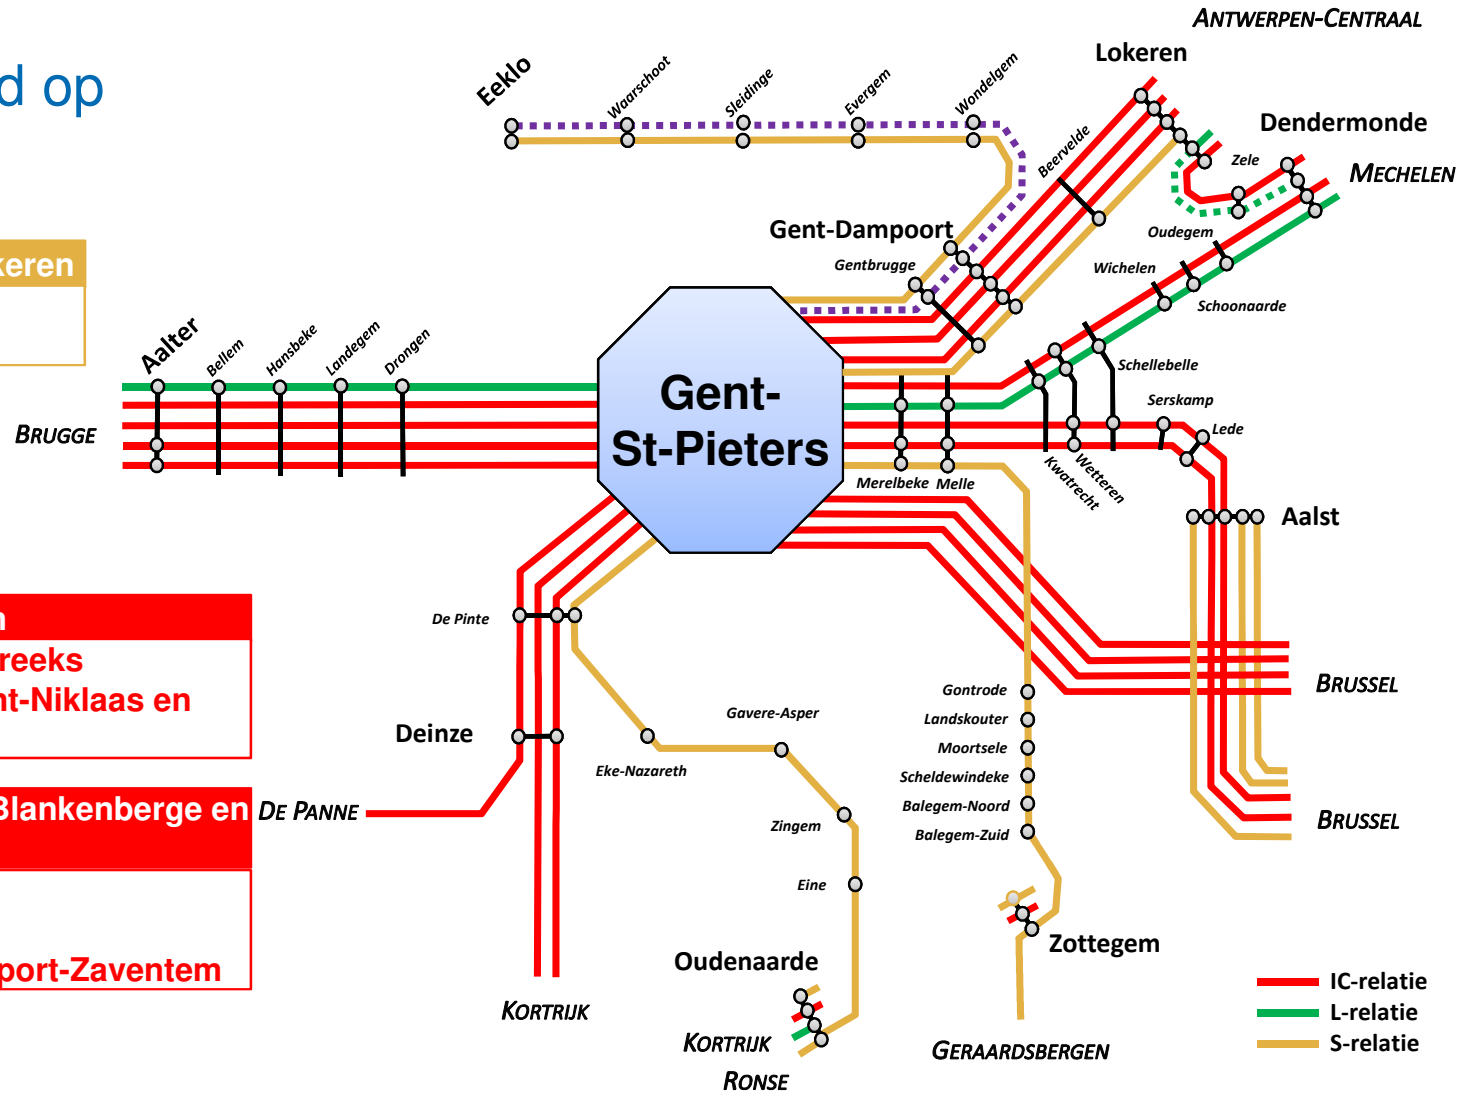 d op
keren
n
reeks
nt-Niklaas en
Blankenberge en
port-Zaventem
ANTWERPEN-CENTRAAL
Lokeren
Dendermonde
MECHELEN
Zele
Oudegem
Wichelen
Schoonaarde
Schellebelle
Serskamp
Lede
Aalst
Beervelde
Gent-Dampoort
Gentbrugge
Eeklo
Waarschoot
Sleidinge
Evergem
Wondelgem
Aalter
Bellem
Hansbeke
Landegem
Drongen
BRUGGE
Gent-
St-Pieters
Merelbeke
Melle
Kwatrecht
Wetteren
De Pinte
Deinze
DE PANNE
KORTRIJK
Eke-Nazareth
Gavere-Asper
Zingem
Eine
Oudenaarde
KORTRIJK
RONSE
Gontrode
Landskouter
Moortsele
Scheldewindeke
Balegem-Noord
Balegem-Zuid
Zottegem
GERAARDSBERGEN
BRUSSEL
BRUSSEL
IC-relatie
L-relatie
S-relatie